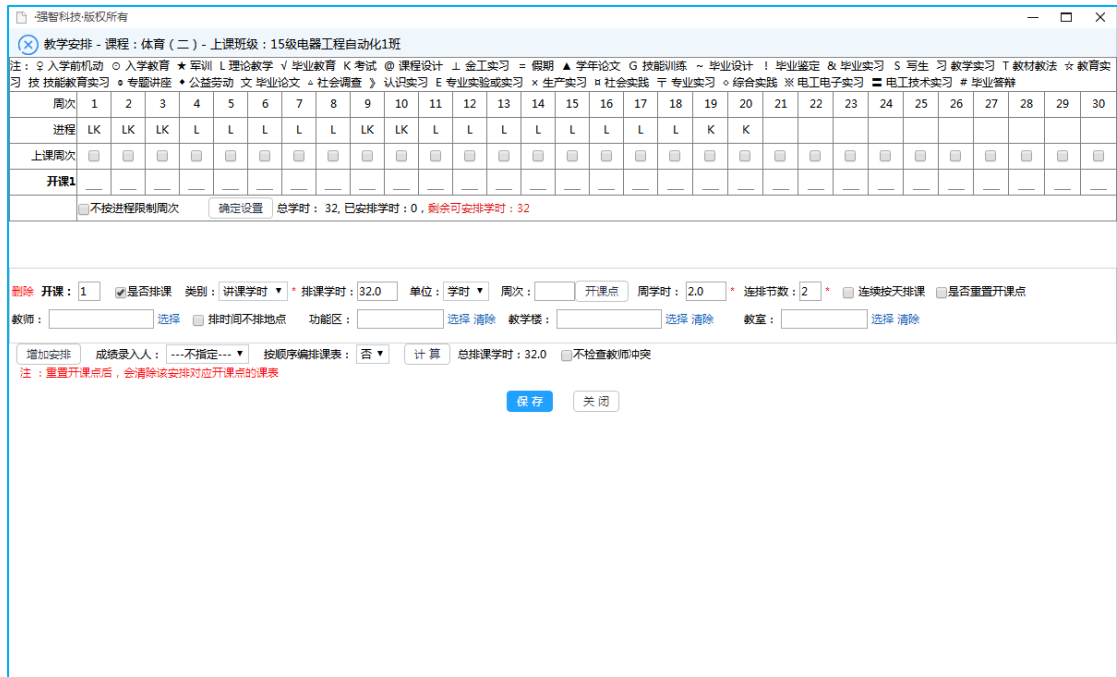 ·强智科技·版权所有
教学安排 - 课程：体育（二）- 上课班级：15级电器工程自动化1班
注：♀ 入学前机动 ⊙ 入学教育 ★ 军训 L 理论教学 √ 毕业教育 K 考试 @ 课程设计 ⊥ 金工实习 = 假期 ▲ 学年论文 G 技能训练 ~ 毕业设计 ！ 毕业鉴定 & 毕业实习 S 写生 习 教学实习 T 教材教法 ☆ 教育实
习 技 技能教育实习 ¤ 专题讲座 ◆ 公益劳动 文 毕业论文 △ 社会调查 》 认识实习 E 专业实验或实习 × 生产实习 ¤ 社会实践 〒 专业实习 ◇ 综合实践 ※ 电工电子实习 〓 电工技术实习 # 毕业答辩
周次 1 2 3 4 5 6 7 8 9 10 11 12 13 14 15 16 17 18 19 20 21 22 23 24 25 26 27 28 29 30
进程 LK LK LK L L L L L LK LK L L L L L L L L K K
上课周次
开课1
不按进程限制周次 确定设置 总学时： 32, 已安排学时：0，剩余可安排学时：32
删除 开课： 1 是否排课 类别：讲课学时 * 排课学时：32.0 单位：学时 周次： 开课点 周学时： 2.0 * 连排节数：2 * 连续按天排课 是否重置开课点
教师： 选择 排时间不排地点 功能区： 选择 清除 教学楼： 选择 清除 教室： 选择 清除
增加安排 成绩录入人：---不指定--- 按顺序编排课表：否 计 算 总排课学时：32.0 不检查教师冲突
注 ：重置开课点后，会清除该安排对应开课点的课表
保 存 关 闭